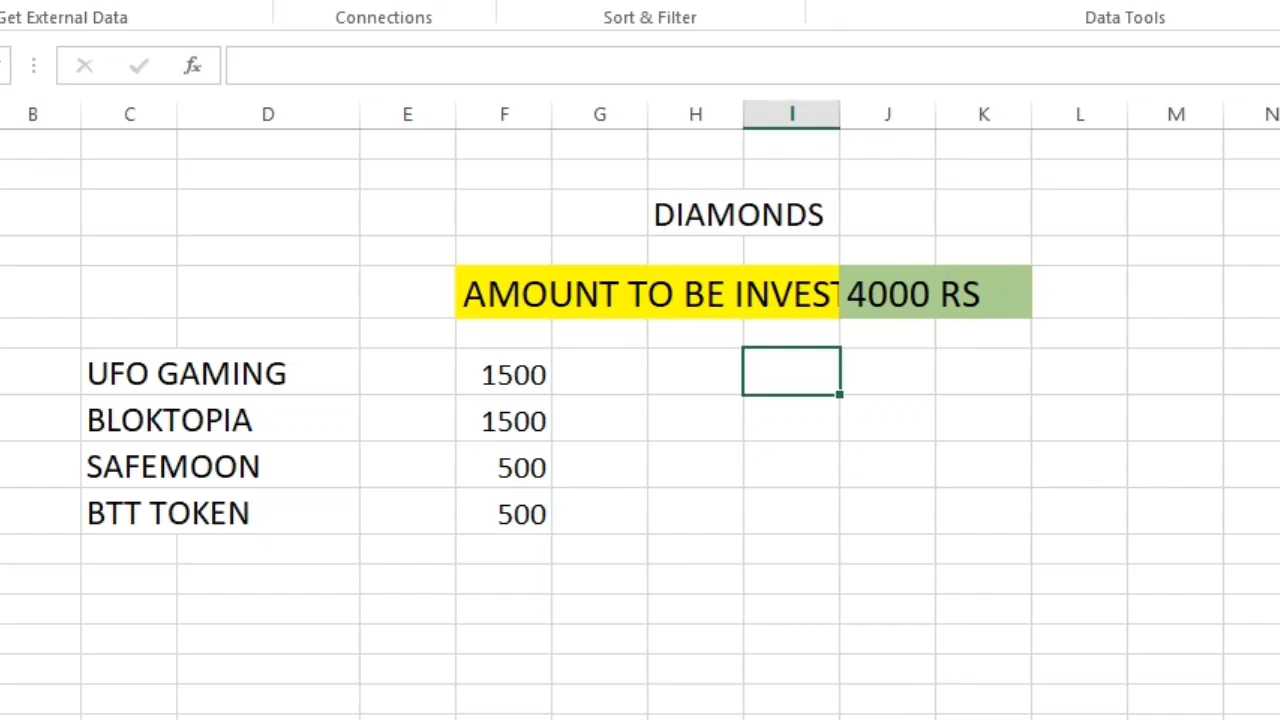 Get External Data Connections Sort & Filter Data Tools
fx
B C D E F G H I J K L M N
DIAMONDS
AMOUNT TO BE INVEST 4000 RS
UFO GAMING 1500
BLOKTOPIA 1500
SAFEMOON 500
BTT TOKEN 500